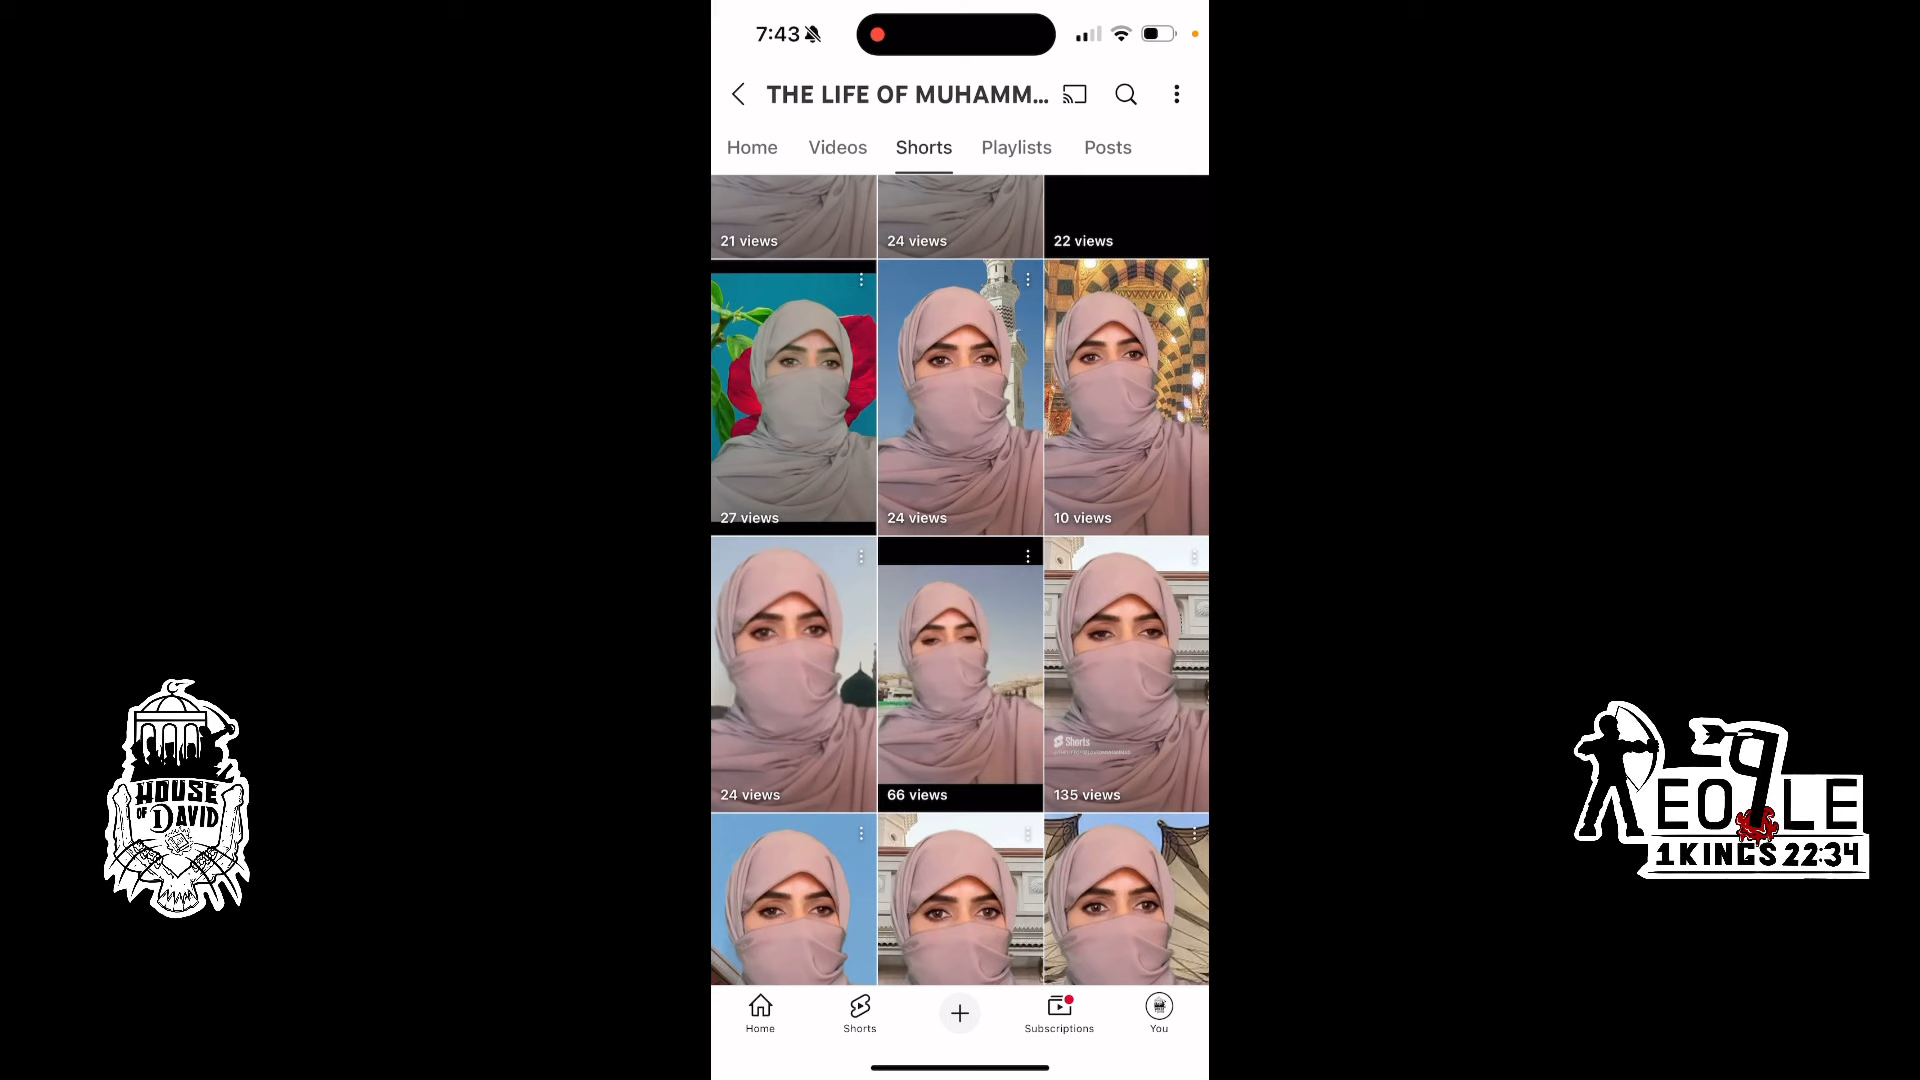 7:43
THE LIFE OF MUHAMM...
Home Videos Shorts Playlists Posts
21 views 24 views 22 views
27 views 24 views 10 views
Shorts
24 views 66 views 135 views
HOUSE
OF DAVID
EOPLE
1 KINGS 22:34
Home Shorts Subscriptions You